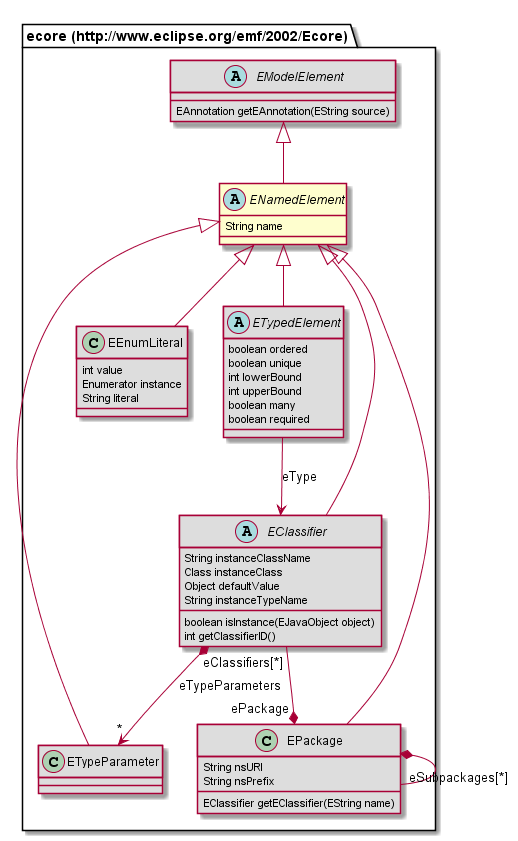 ecore (http://www.eclipse.org/emf/2002/Ecore)
A EModelElement
EAnnotation getEAnnotation(EString source)
A ENamedElement
String name
C EEnumLiteral
int value
Enumerator instance
String literal
A ETypedElement
boolean ordered
boolean unique
int lowerBound
int upperBound
boolean many
boolean required
eType
A EClassifier
String instanceClassName
Class instanceClass
Object defaultValue
String instanceTypeName
boolean isInstance(EJavaObject object)
int getClassifierID()
eClassifiers[*]
eTypeParameters
ePackage
*
C ETypeParameter
C EPackage
String nsURI
String nsPrefix
EClassifier getEClassifier(EString name)
eSubpackages[*]